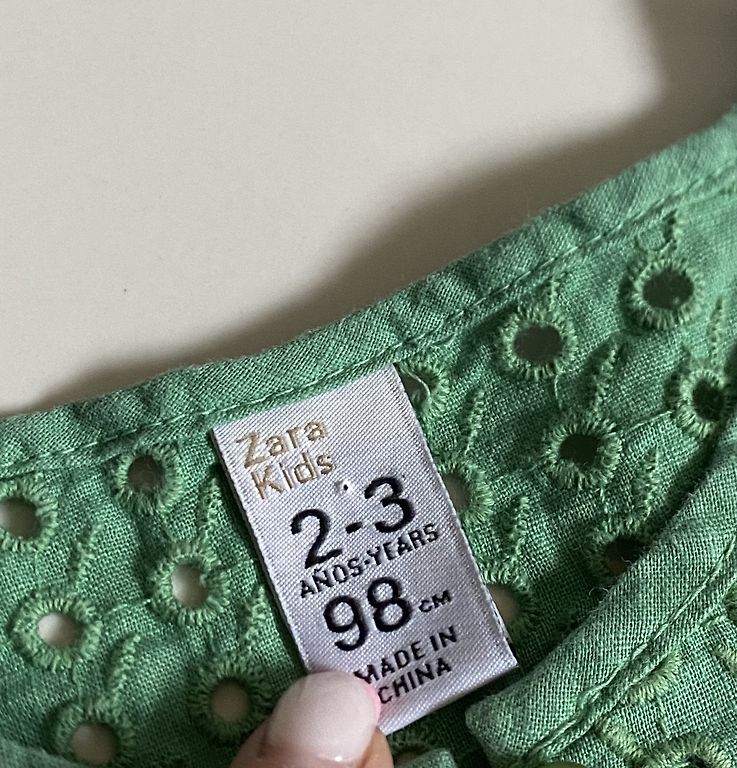 Zara
Kids
2-3
AÑOS-YEARS
98 CM
MADE IN
CHINA